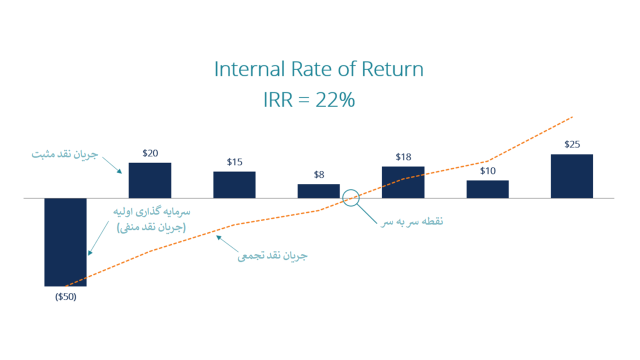 Internal Rate of Return
IRR = 22%
جریان نقد مثبت
$20
$15
$8
$18
$10
$25
سرمایه گذاری اولیه
(جریان نقد منفی)
نقطه سر به سر
جریان نقد تجمعی
($50)